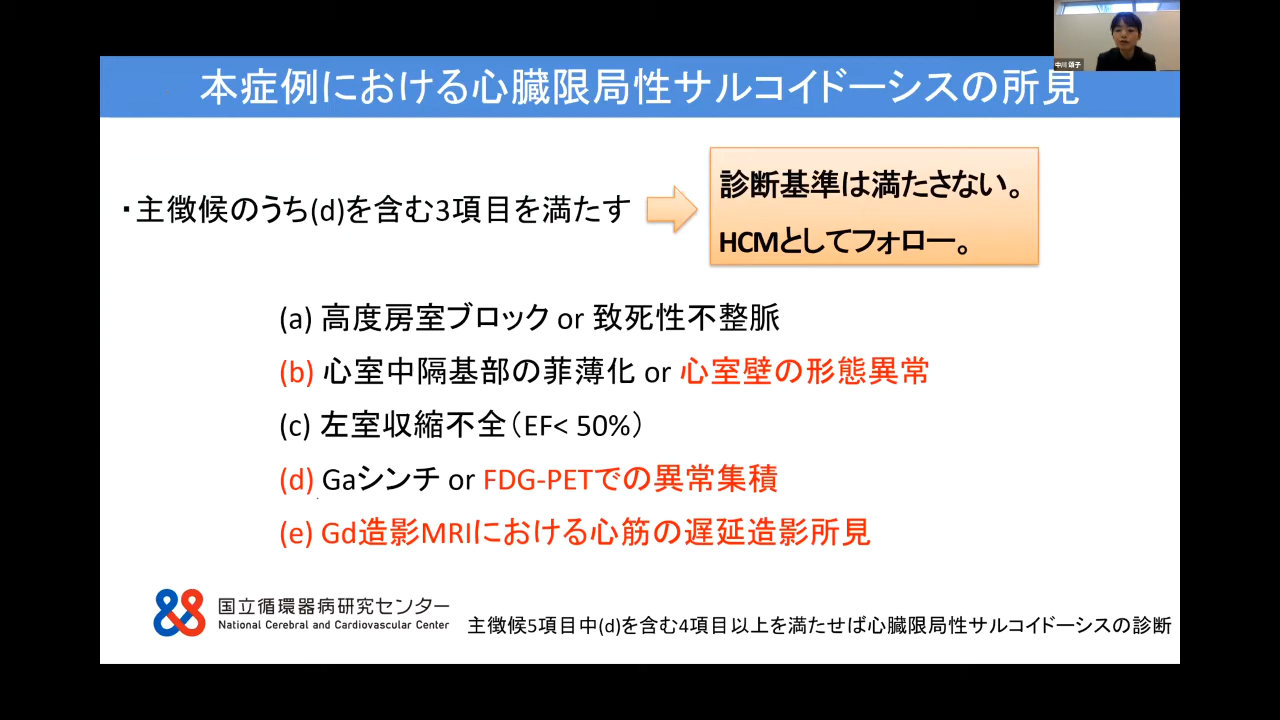 中川 頌子
本症例における心臓限局性サルコイドーシスの所見
・主徴候のうち(d)を含む3項目を満たす
診断基準は満たさない。
HCMとしてフォロー。
(a) 高度房室ブロック or 致死性不整脈
(b) 心室中隔基部の菲薄化 or 心室壁の形態異常
(c) 左室収縮不全（EF< 50%）
(d) Gaシンチ or FDG-PETでの異常集積
(e) Gd造影MRIにおける心筋の遅延造影所見
国立循環器病研究センター
National Cerebral and Cardiovascular Center
主徴候5項目中(d)を含む4項目以上を満たせば心臓限局性サルコイドーシスの診断